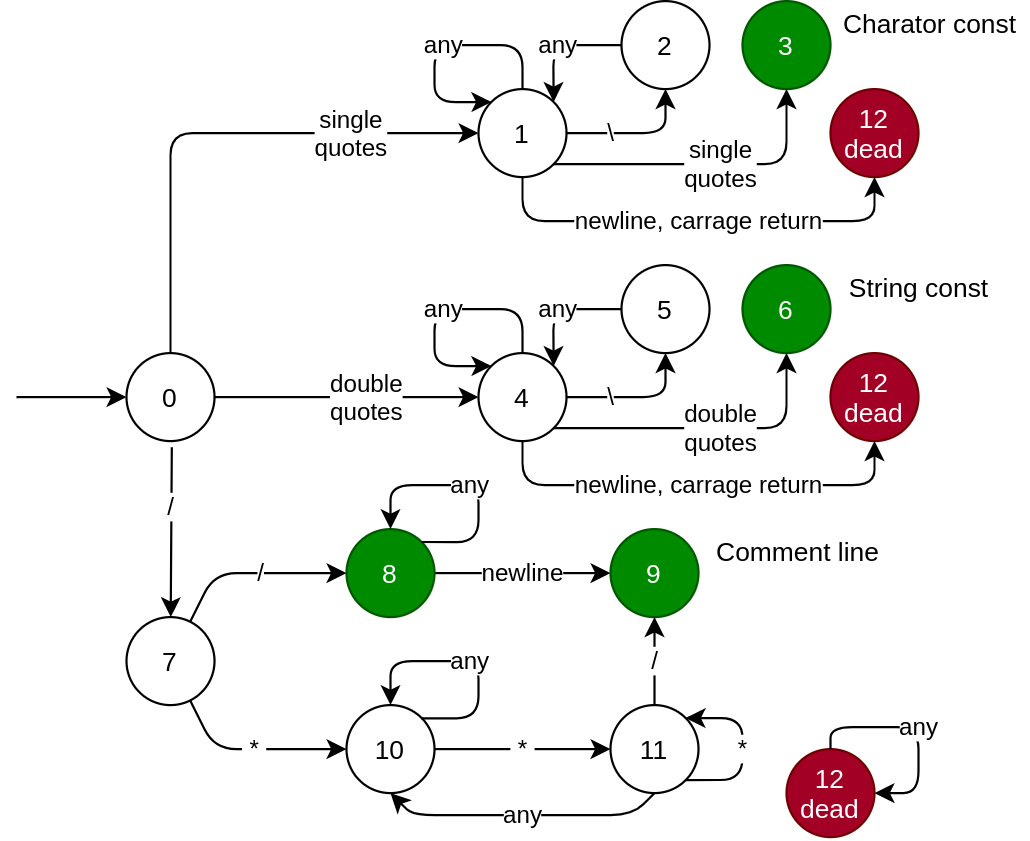 Charator const
any
any
2
3
single
quotes
1
\
12
dead
single
quotes
newline, carrage return
String const
any
any
5
6
0
double
quotes
4
\
12
dead
double
quotes
newline, carrage return
any
/
Comment line
/
8
newline
9
7
any
/
*
10
*
11
*
any
any
12
dead